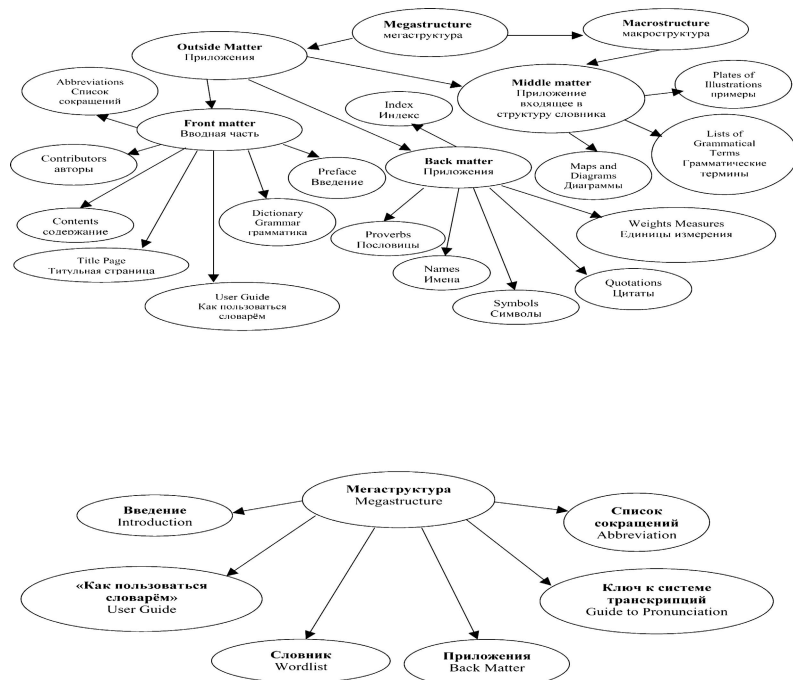 Megastructure
мегаструктура
Macrostructure
макроструктура
Outside Matter
Приложения
Abbreviations
Список
сокращений
Middle matter
Приложение
входящее в
структуру словника
Plates of
Illustrations
примеры
Index
Индекс
Front matter
Вводная часть
Lists of
Grammatical
Terms
Грамматические
термины
Contributors
авторы
Preface
Введение
Back matter
Приложения
Maps and
Diagrams
Диаграммы
Contents
содержание
Dictionary
Grammar
грамматика
Proverbs
Пословицы
Weights Measures
Единицы измерения
Title Page
Титульная страница
Names
Имена
Quotations
Цитаты
User Guide
Как пользоваться
словарём
Symbols
Символы
Мегаструктура
Megastructure
Введение
Introduction
Список
сокращений
Abbreviation
«Как пользоваться
словарём»
User Guide
Ключ к системе
транскрипций
Guide to Pronunciation
Словник
Wordlist
Приложения
Back Matter